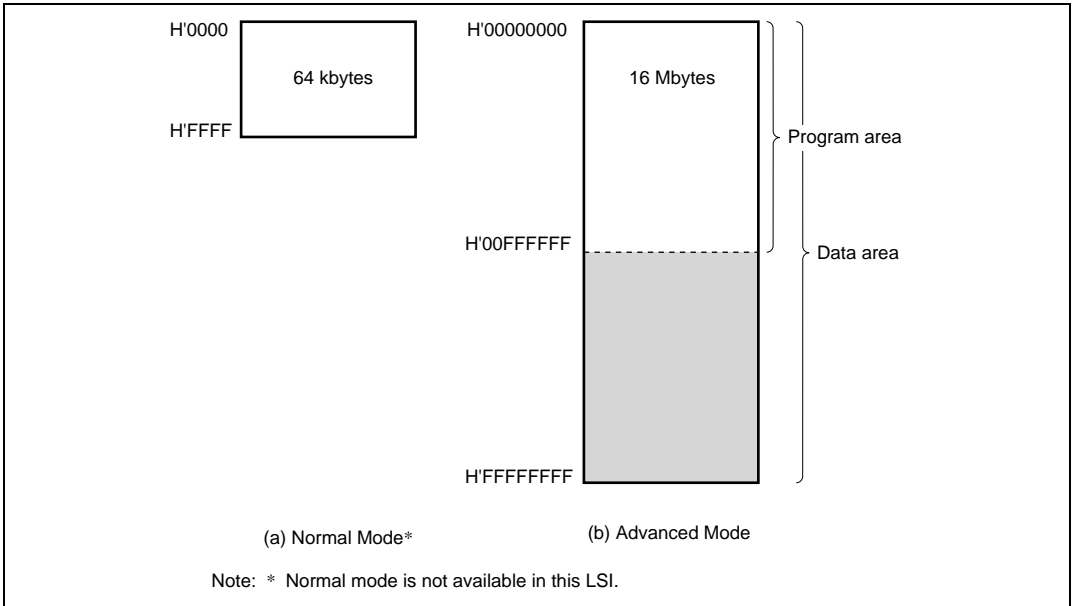 H'0000
64 kbytes
H'FFFF
H'00000000
16 Mbytes
Program area
H'00FFFFFF
Data area
H'FFFFFFFF
(a) Normal Mode*
(b) Advanced Mode
Note: * Normal mode is not available in this LSI.